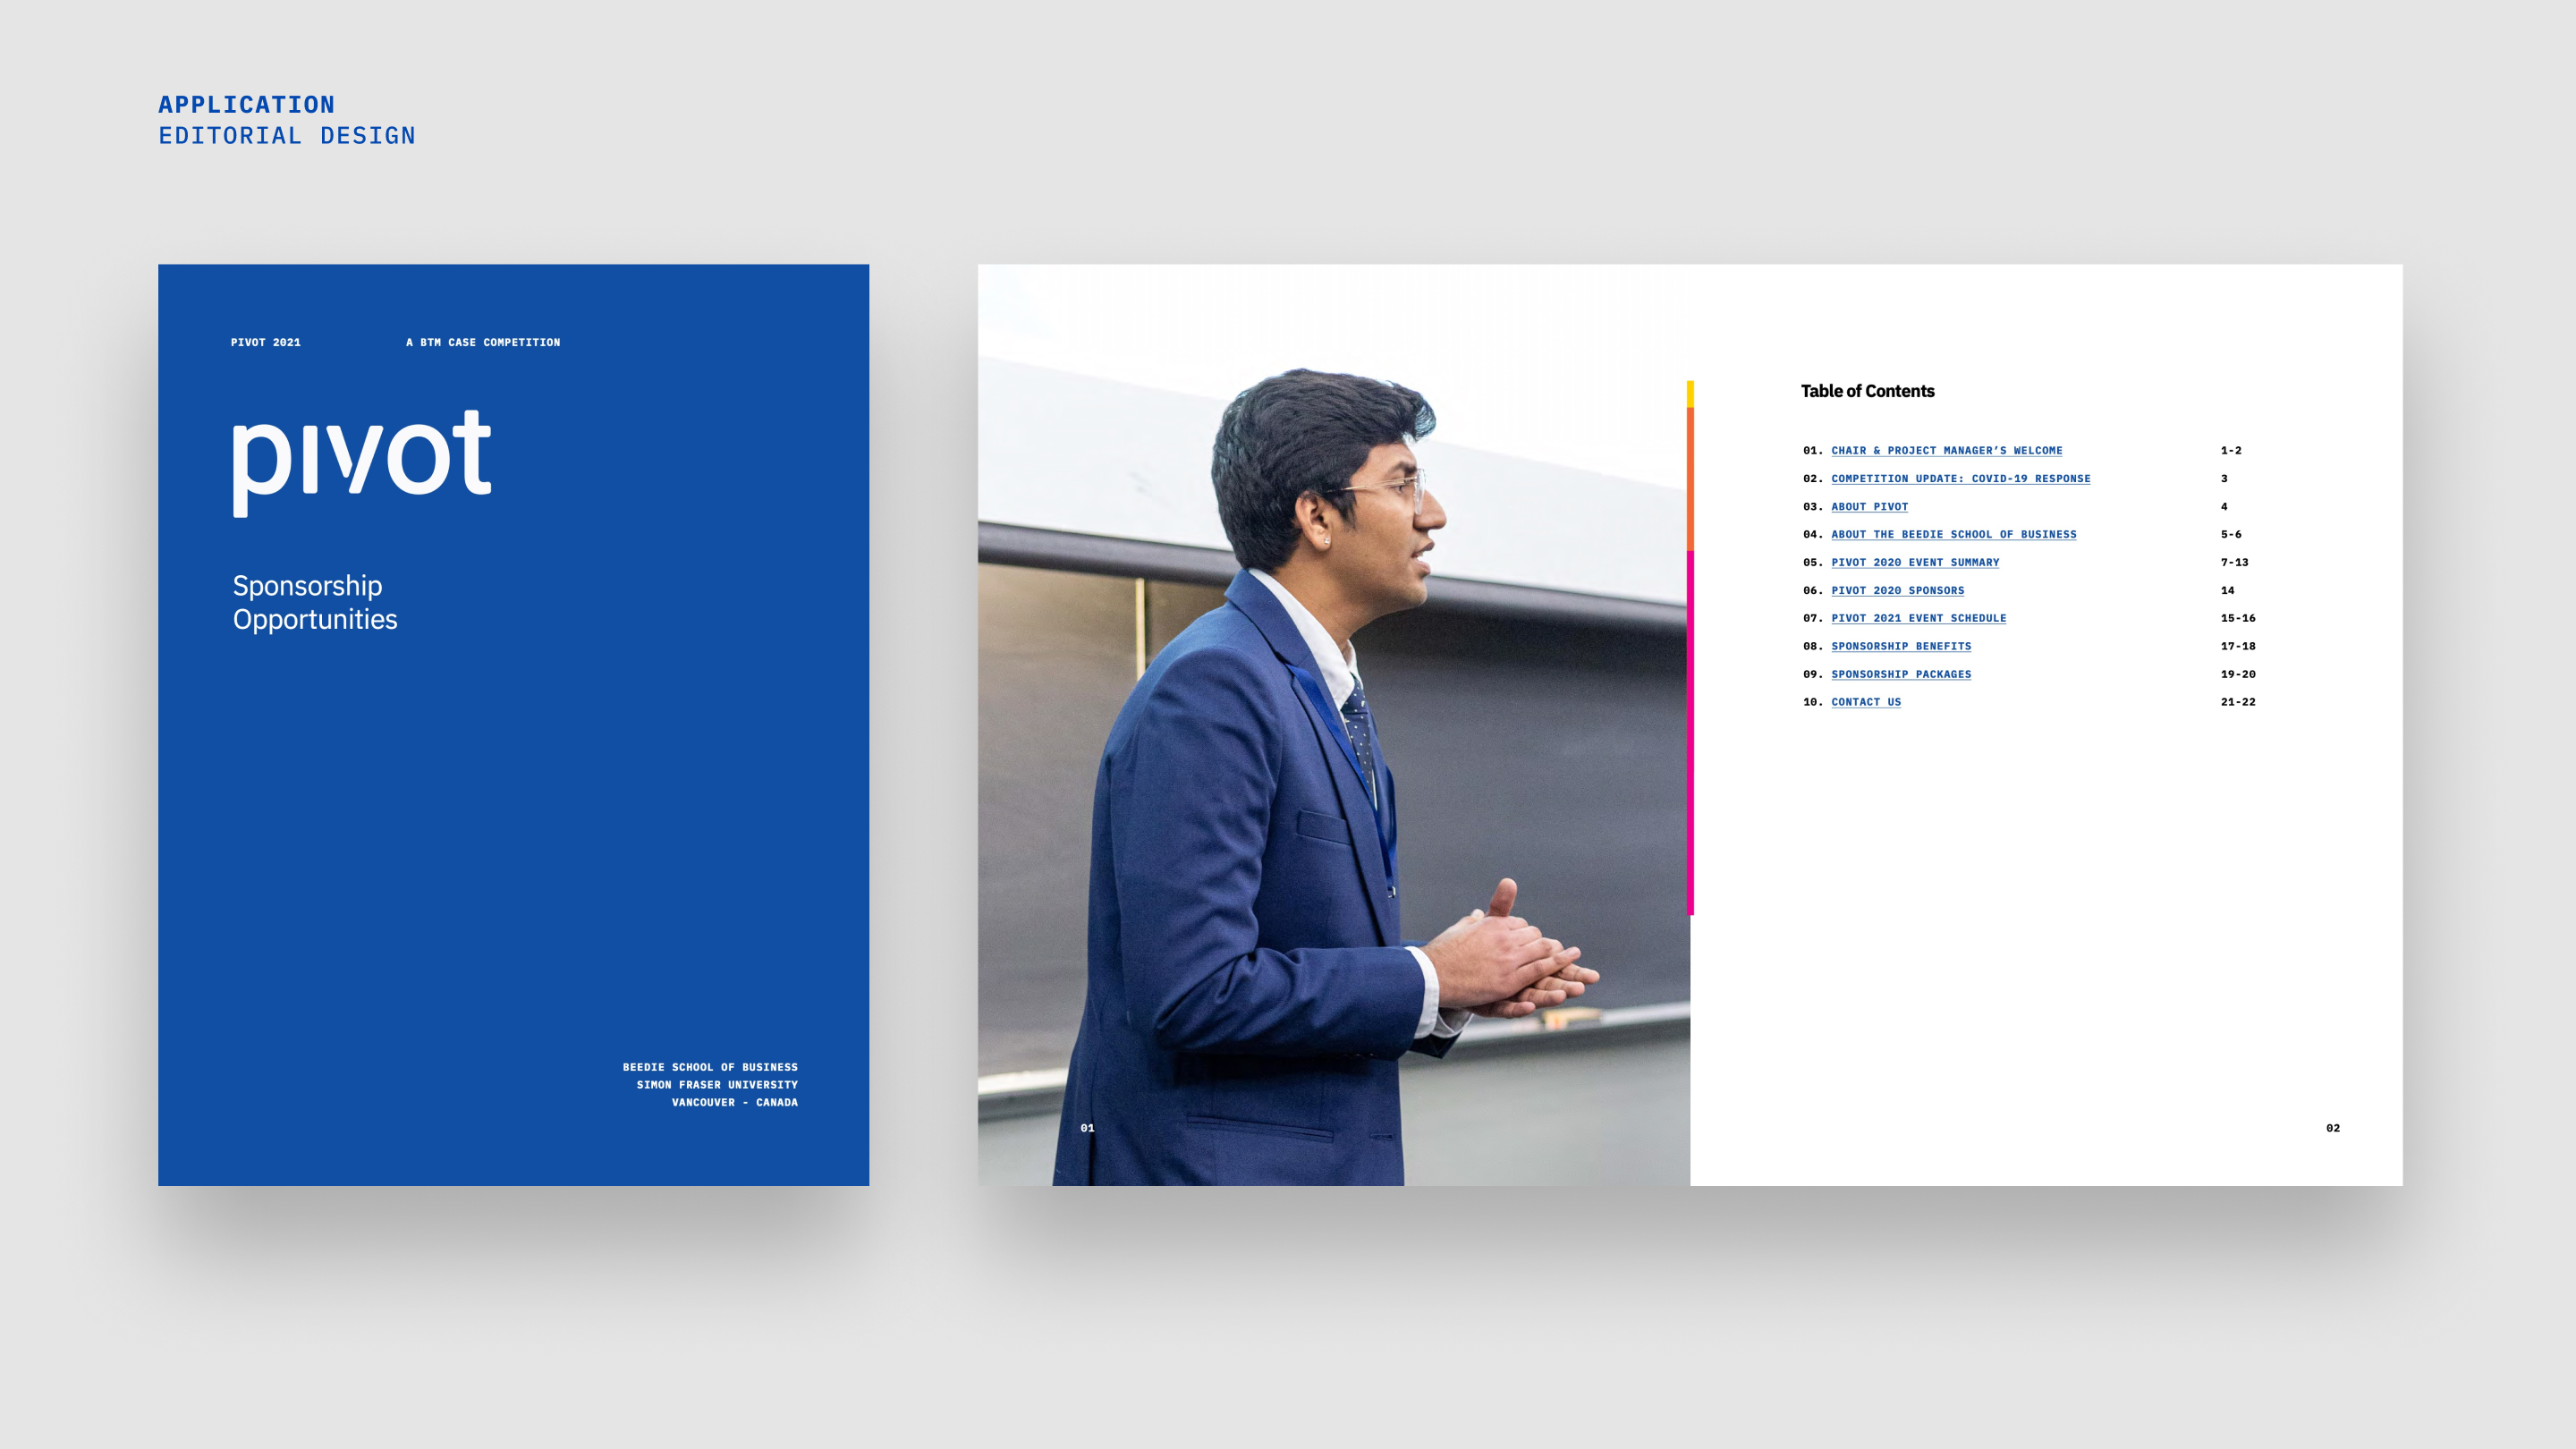 APPLICATION
EDITORIAL DESIGN
PIVOT 2021 A BTM CASE COMPETITION
pivot
Sponsorship
Opportunities
BEEDIE SCHOOL OF BUSINESS
SIMON FRASER UNIVERSITY
VANCOUVER - CANADA
01
Table of Contents
01. CHAIR & PROJECT MANAGER’S WELCOME 1-2
02. COMPETITION UPDATE: COVID-19 RESPONSE 3
03. ABOUT PIVOT 4
04. ABOUT THE BEEDIE SCHOOL OF BUSINESS 5-6
05. PIVOT 2020 EVENT SUMMARY 7-13
06. PIVOT 2020 SPONSORS 14
07. PIVOT 2021 EVENT SCHEDULE 15-16
08. SPONSORSHIP BENEFITS 17-18
09. SPONSORSHIP PACKAGES 19-20
10. CONTACT US 21-22
02